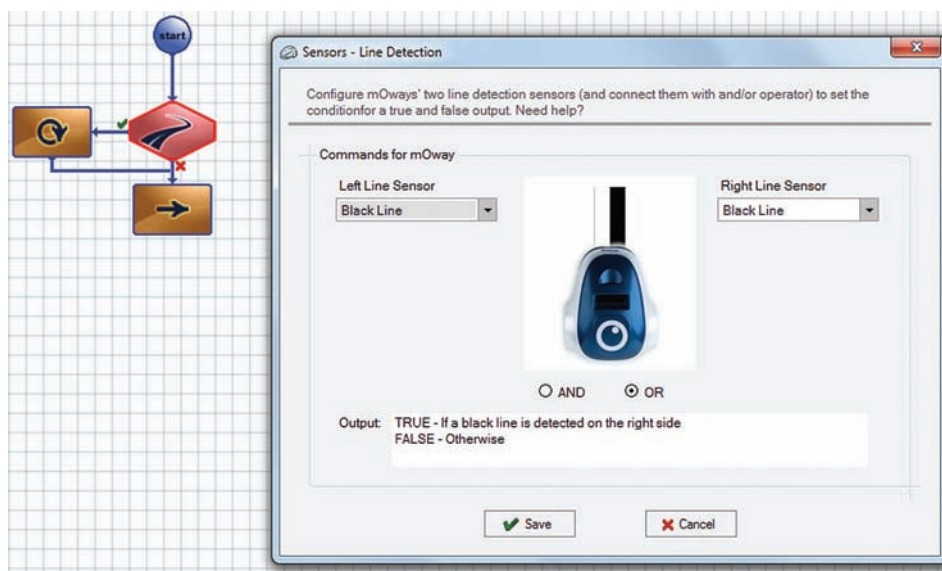 start
Sensors - Line Detection
Configure mOways' two line detection sensors (and connect them with and/or operator) to set the
conditionfor a true and false output. Need help?
Commands for mOway
Left Line Sensor
Right Line Sensor
Black Line
Black Line
AND
OR
Output: TRUE - If a black line is detected on the right side
FALSE - Otherwise
Save
Cancel